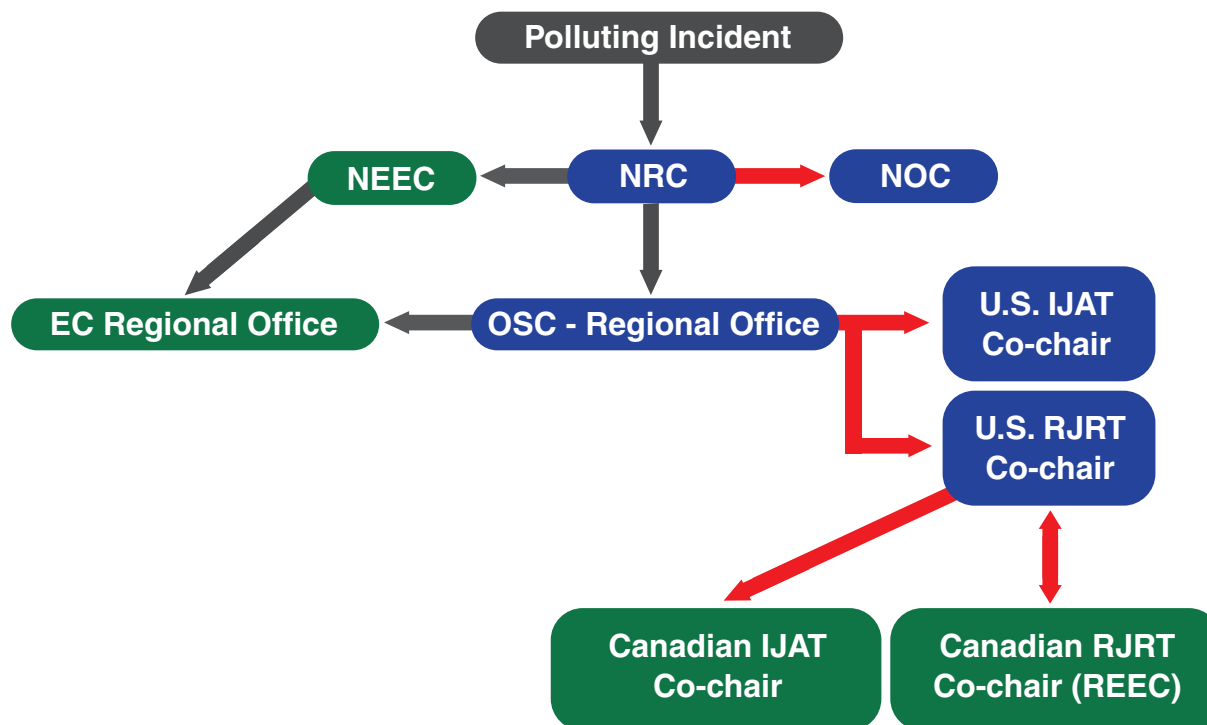 Polluting Incident
NEEC
NRC
NOC
EC Regional Office
OSC - Regional Office
U.S. IJAT
Co-chair
U.S. RJRT
Co-chair
Canadian IJAT
Co-chair
Canadian RJRT
Co-chair (REEC)